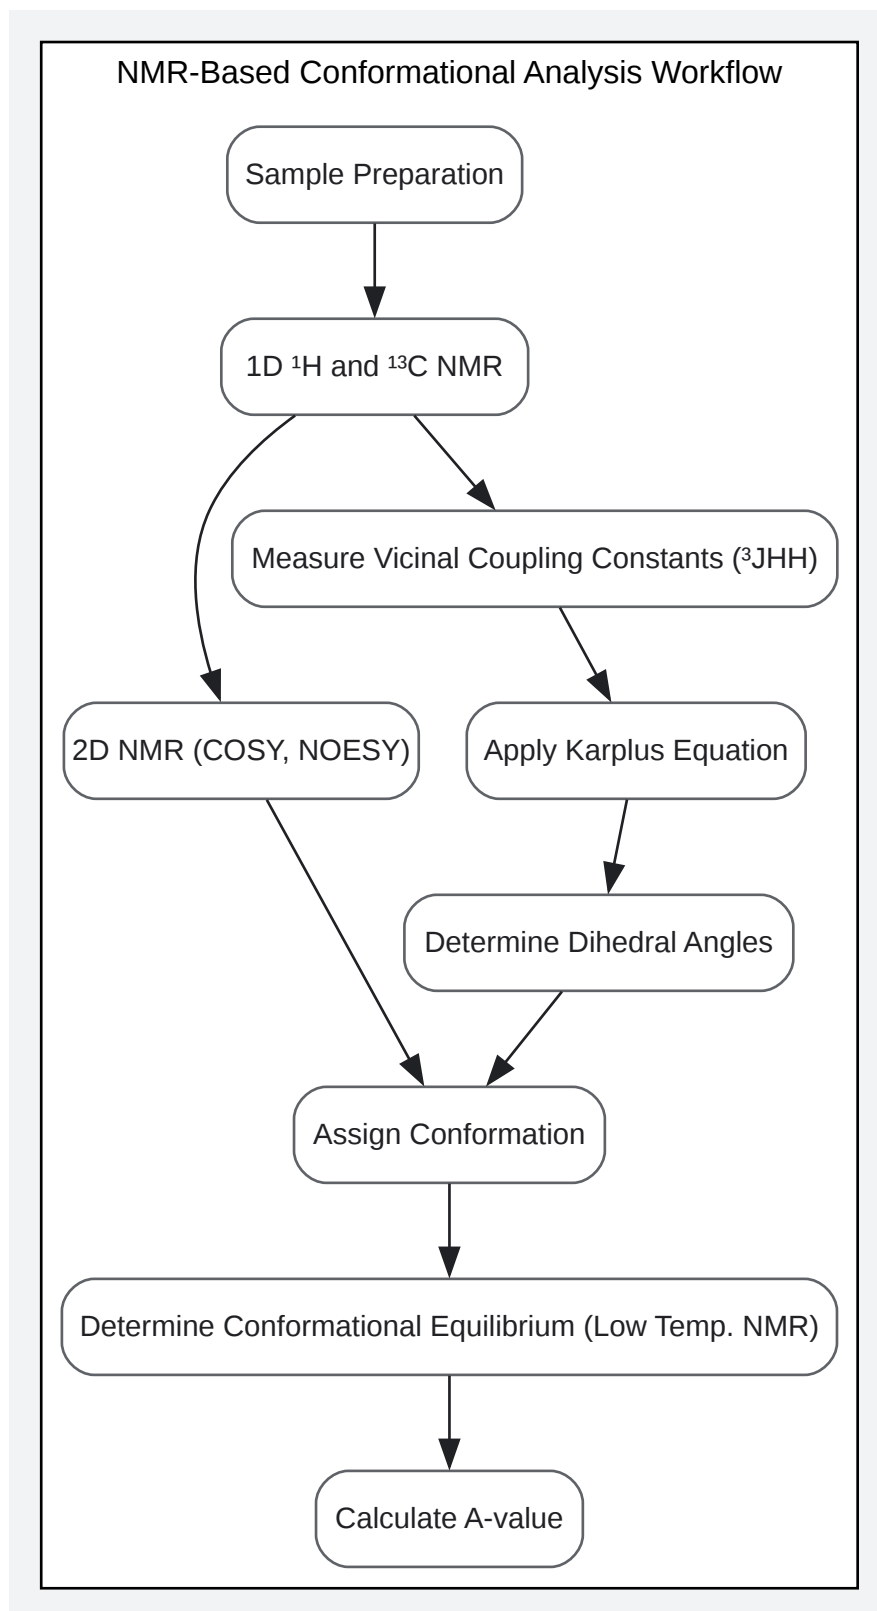 NMR-Based Conformational Analysis Workflow
Sample Preparation
1D ¹H and ¹³C NMR
Measure Vicinal Coupling Constants (³JHH)
2D NMR (COSY, NOESY)
Apply Karplus Equation
Determine Dihedral Angles
Assign Conformation
Determine Conformational Equilibrium (Low Temp. NMR)
Calculate A-value